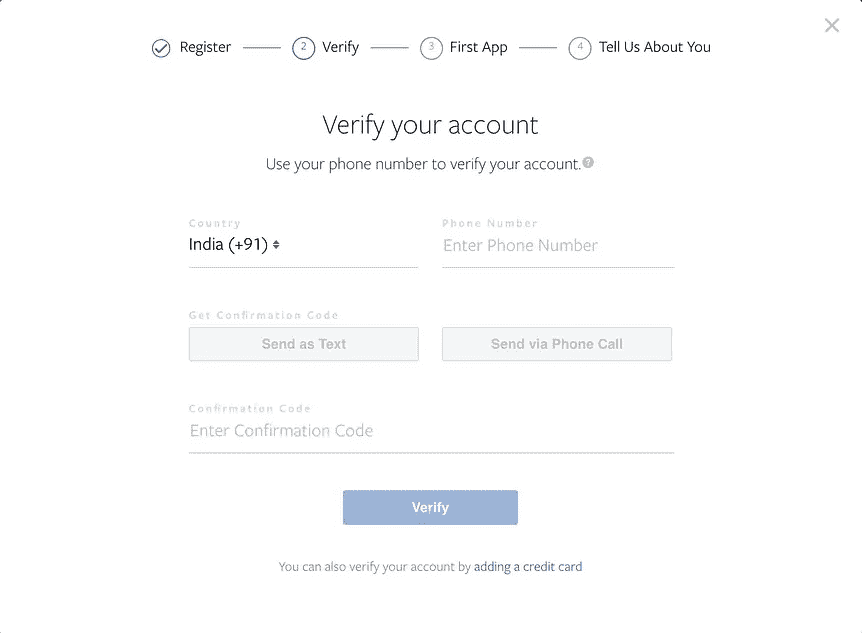 Register 2 Verify 3 First App 4 Tell Us About You
Verify your account
Use your phone number to verify your account. ?
Country Phone Number
India (+91) Enter Phone Number
Get Confirmation Code
Send as Text Send via Phone Call
Confirmation Code
Enter Confirmation Code
Verify
You can also verify your account by adding a credit card